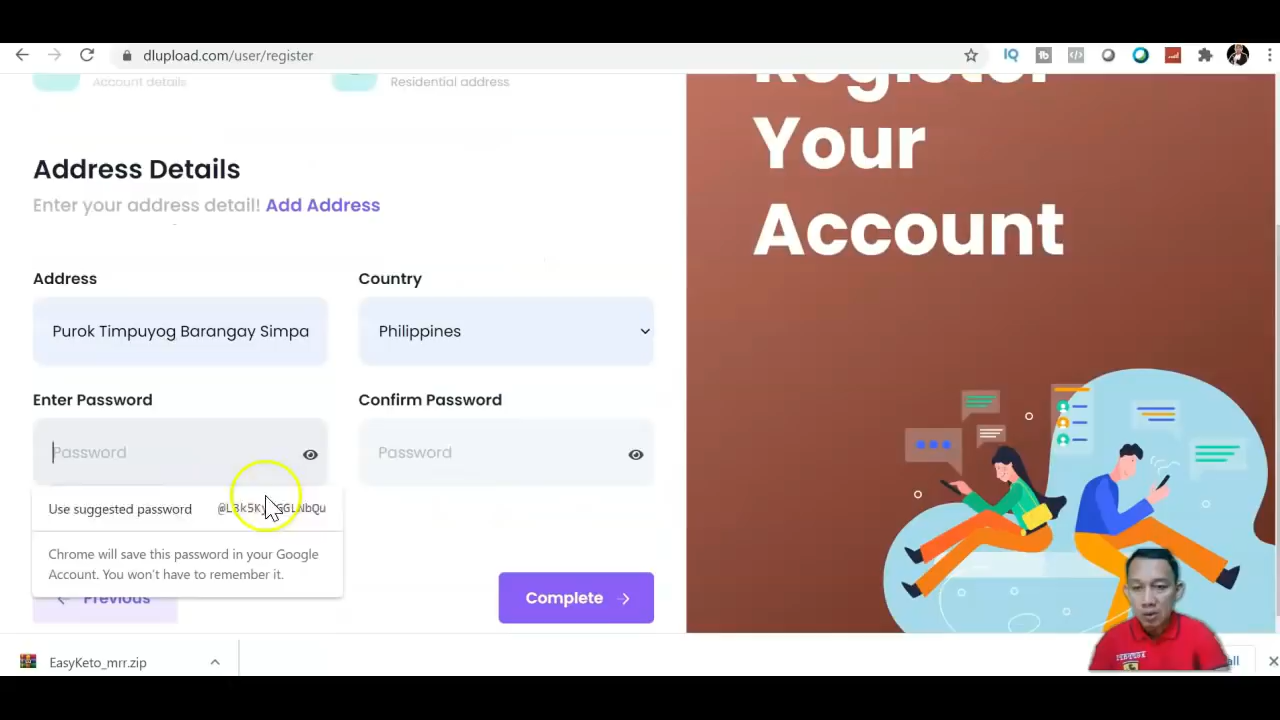 dlupload.com/user/register
Account details
Residential address
Register
Your
Account
Address Details
Enter your address detail! Add Address
Address
Country
Purok Timpuyog Barangay Simpa
Philippines
Enter Password
Confirm Password
Password
Password
Use suggested password
Chrome will save this password in your Google
Account. You won't have to remember it.
Previous
Complete
EasyKeto_mrr.zip